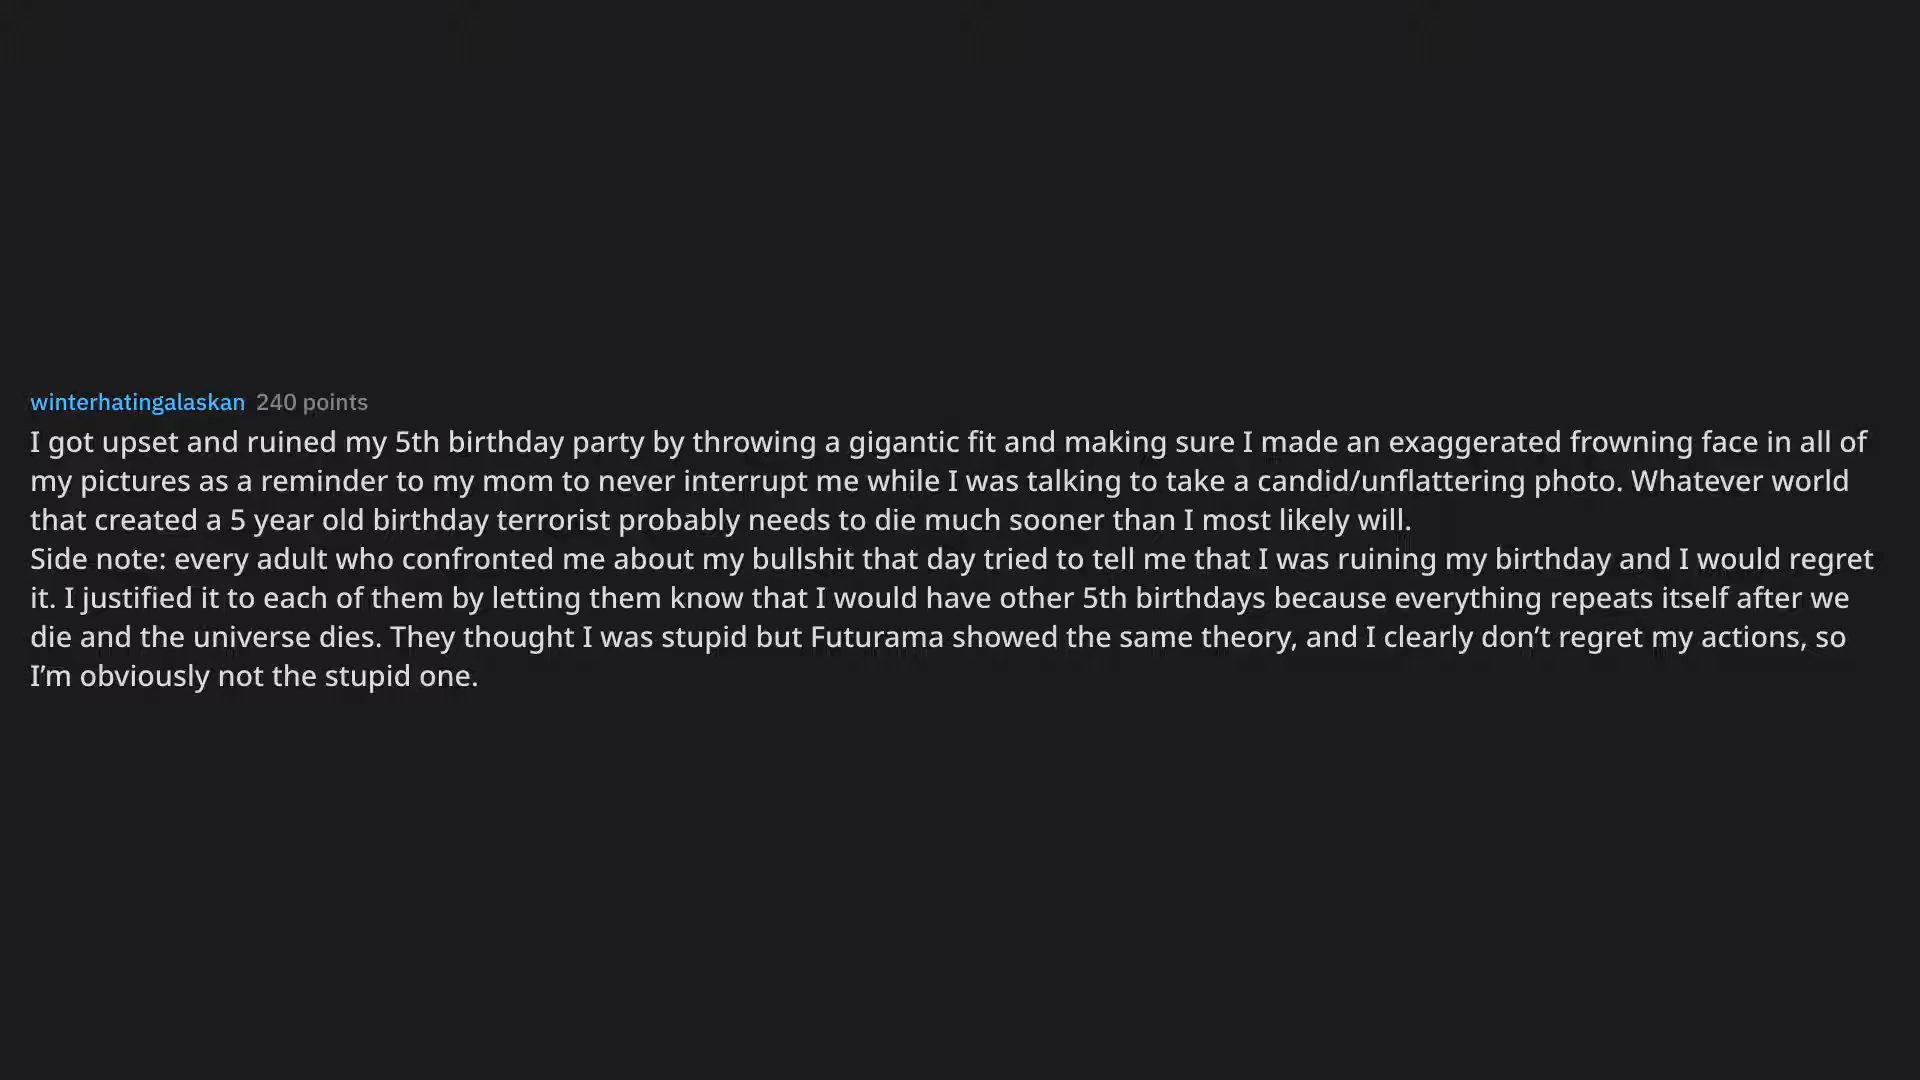 winterhatingalaskan 240 points
I got upset and ruined my 5th birthday party by throwing a gigantic fit and making sure I made an exaggerated frowning face in all of
my pictures as a reminder to my mom to never interrupt me while I was talking to take a candid/unflattering photo. Whatever world
that created a 5 year old birthday terrorist probably needs to die much sooner than I most likely will.
Side note: every adult who confronted me about my bullshit that day tried to tell me that I was ruining my birthday and I would regret
it. I justified it to each of them by letting them know that I would have other 5th birthdays because everything repeats itself after we
die and the universe dies. They thought I was stupid but Futurama showed the same theory, and I clearly don’t regret my actions, so
I’m obviously not the stupid one.